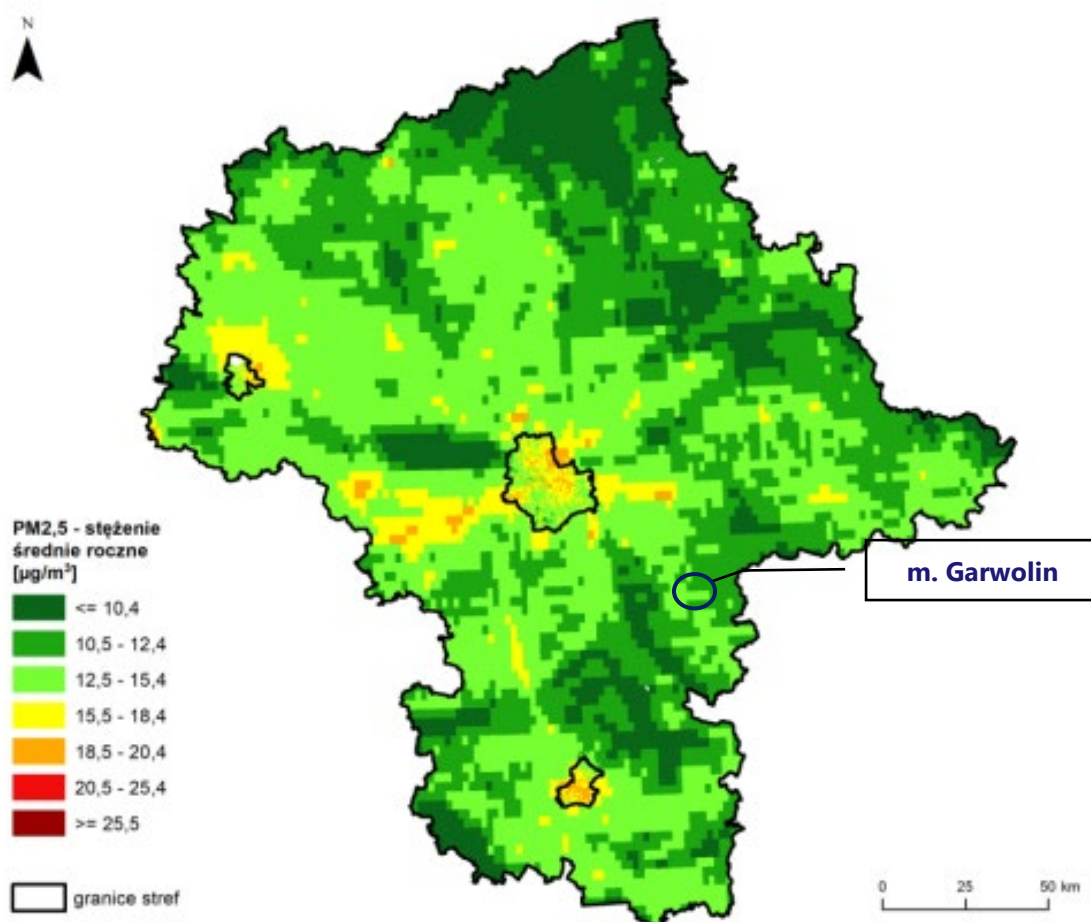 N
m. Garwolin
PM2,5 - stężenie
średnie roczne
[µg/m³]
<= 10,4
10,5 - 12,4
12,5 - 15,4
15,5 - 18,4
18,5 - 20,4
20,5 - 25,4
>= 25,5
granice stref
0 25 50 km